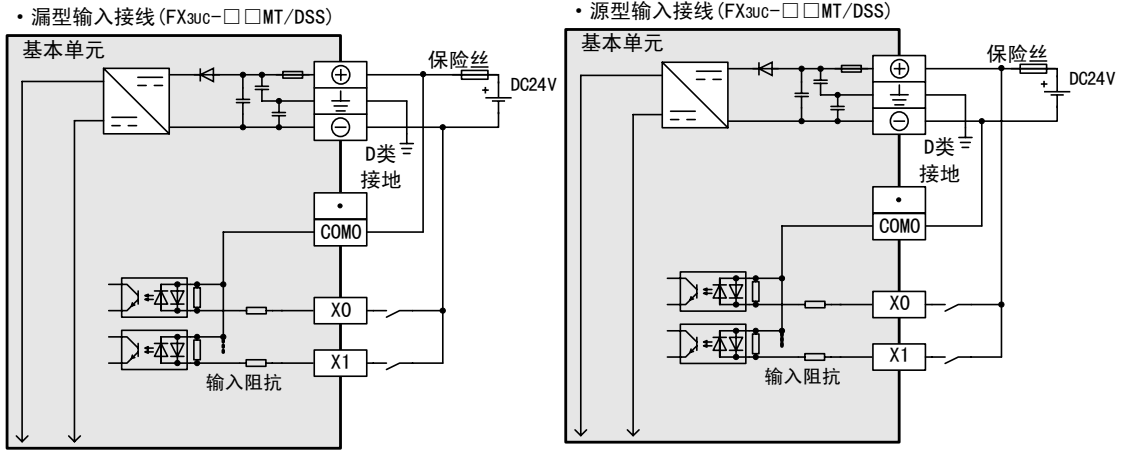 ·漏型输入接线(FX3UC-□□MT/DSS)
基本单元
保险丝
+
DC24V
D类
接地
·
COM0
X0
X1
输入阻抗
·源型输入接线(FX3UC-□□MT/DSS)
基本单元
保险丝
+
DC24V
D类
接地
·
COM0
X0
X1
输入阻抗